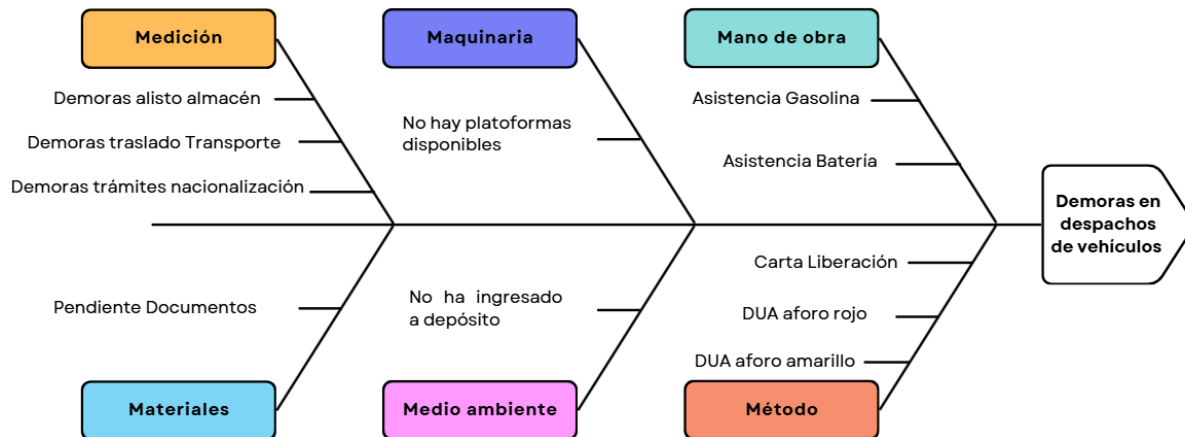 Medición
Maquinaria
Mano de obra
Demoras alisto almacén
Demoras traslado Transporte
Demoras trámites nacionalización
No hay platoformas
disponibles
Asistencia Gasolina
Asistencia Batería
Demoras en
despachos
de vehículos
Pendiente Documentos
No ha ingresado
a depósito
Carta Liberación
DUA aforo rojo
DUA aforo amarillo
Materiales
Medio ambiente
Método